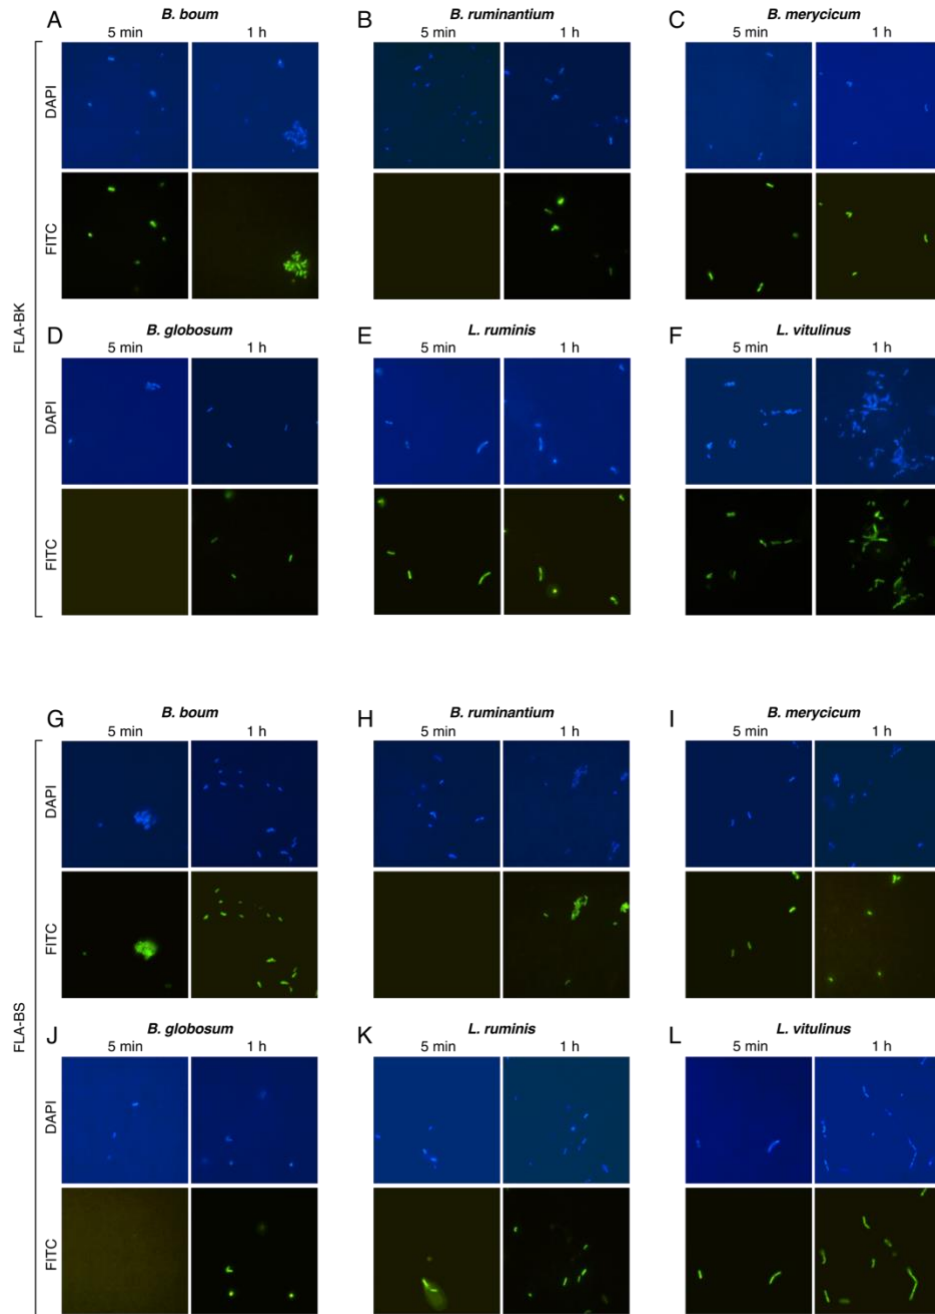 A B. boum B B. ruminantium C B. merycicum
5 min 1 h 5 min 1 h 5 min 1 h
DAPI
FITC
FLA-BK
D B. globosum E L. ruminis F L. vitulinus
5 min 1 h 5 min 1 h 5 min 1 h
DAPI
FITC
G B. boum H B. ruminantium I B. merycicum
5 min 1 h 5 min 1 h 5 min 1 h
DAPI
FITC
FLA-BS
J B. globosum K L. ruminis L L. vitulinus
5 min 1 h 5 min 1 h 5 min 1 h
DAPI
FITC